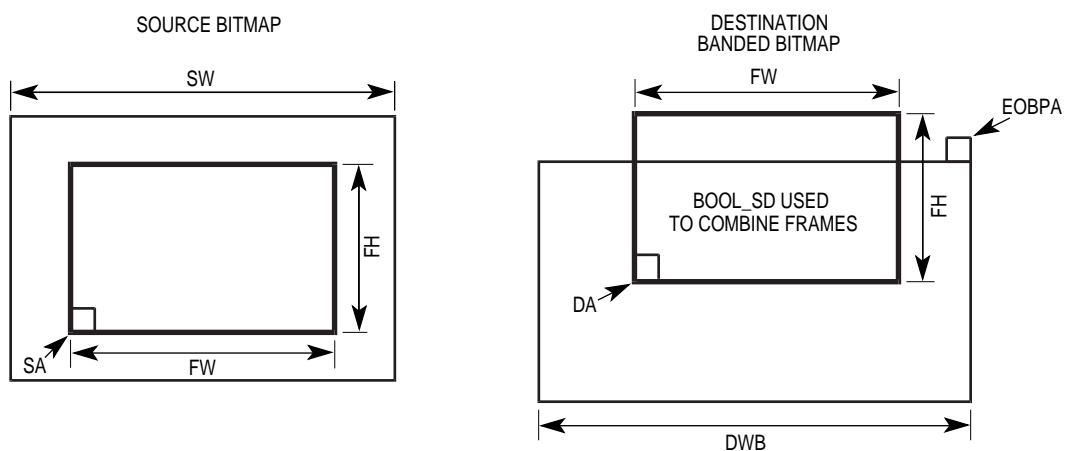 SOURCE BITMAP
SW
FH
SA
FW
DESTINATION
BANDED BITMAP
FW
EOBPA
BOOL_SD USED
TO COMBINE FRAMES
FH
DA
DWB